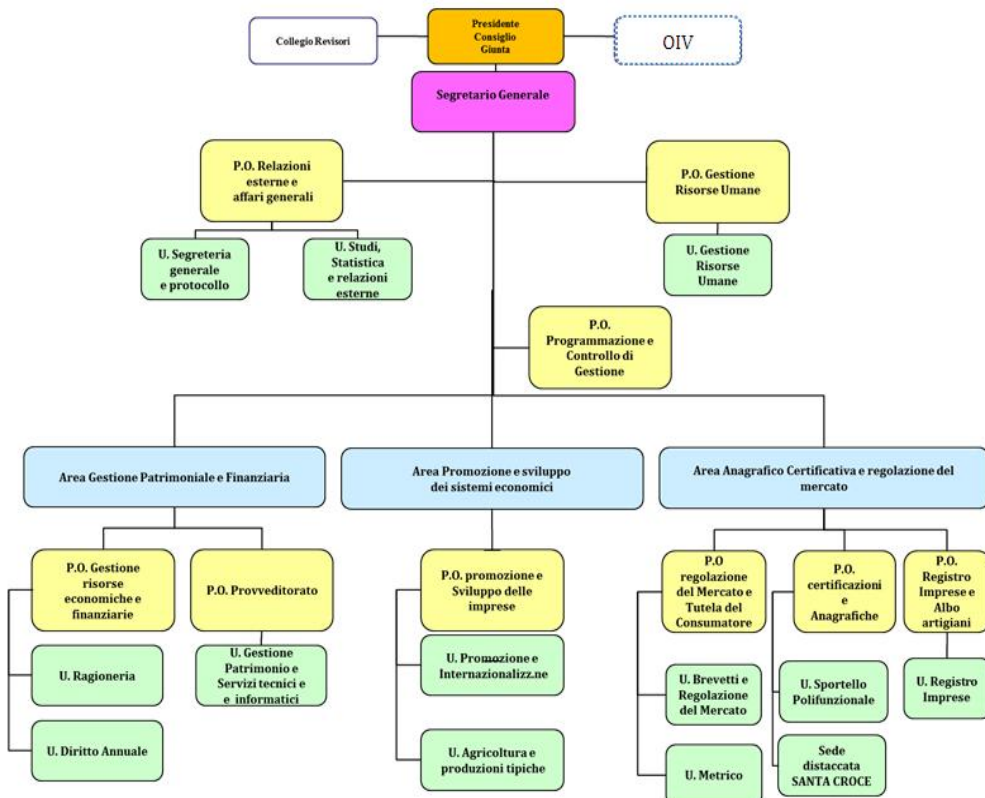 Presidente
Consiglio
Giunta
Collegio Revisori
OIV
Segretario Generale
P.O. Relazioni
esterne e
affari generali
P.O. Gestione
Risorse Umane
U. Segreteria
generale
e protocollo
U. Studi,
Statistica
e relazioni
esterne
U. Gestione
Risorse
Umane
P.O.
Programmazione e
Controllo di
Gestione
Area Gestione Patrimoniale e Finanziaria
Area Promozione e sviluppo
dei sistemi economici
Area Anagrafico Certificativa e regolazione del
mercato
P.O. Gestione
risorse
economiche e
finanziarie
P.O. Provveditorato
P.O. promozione e
Sviluppo delle
imprese
P.O
regolazione
del Mercato e
Tutela del
Consumatore
P.O.
certificazioni
e
Anagrafiche
P.O.
Registro
Imprese e
Albo
artigiani
U. Ragioneria
U. Gestione
Patrimonio e
Servizi tecnici e
e informatici
U. Promozione e
Internazionalizz.ne
U. Brevetti e
Regolazione
del Mercato
U. Sportello
Polifunzionale
U. Registro
Imprese
U. Diritto Annuale
U. Agricoltura e
produzioni tipiche
U. Metrico
Sede
distaccata
SANTA CROCE